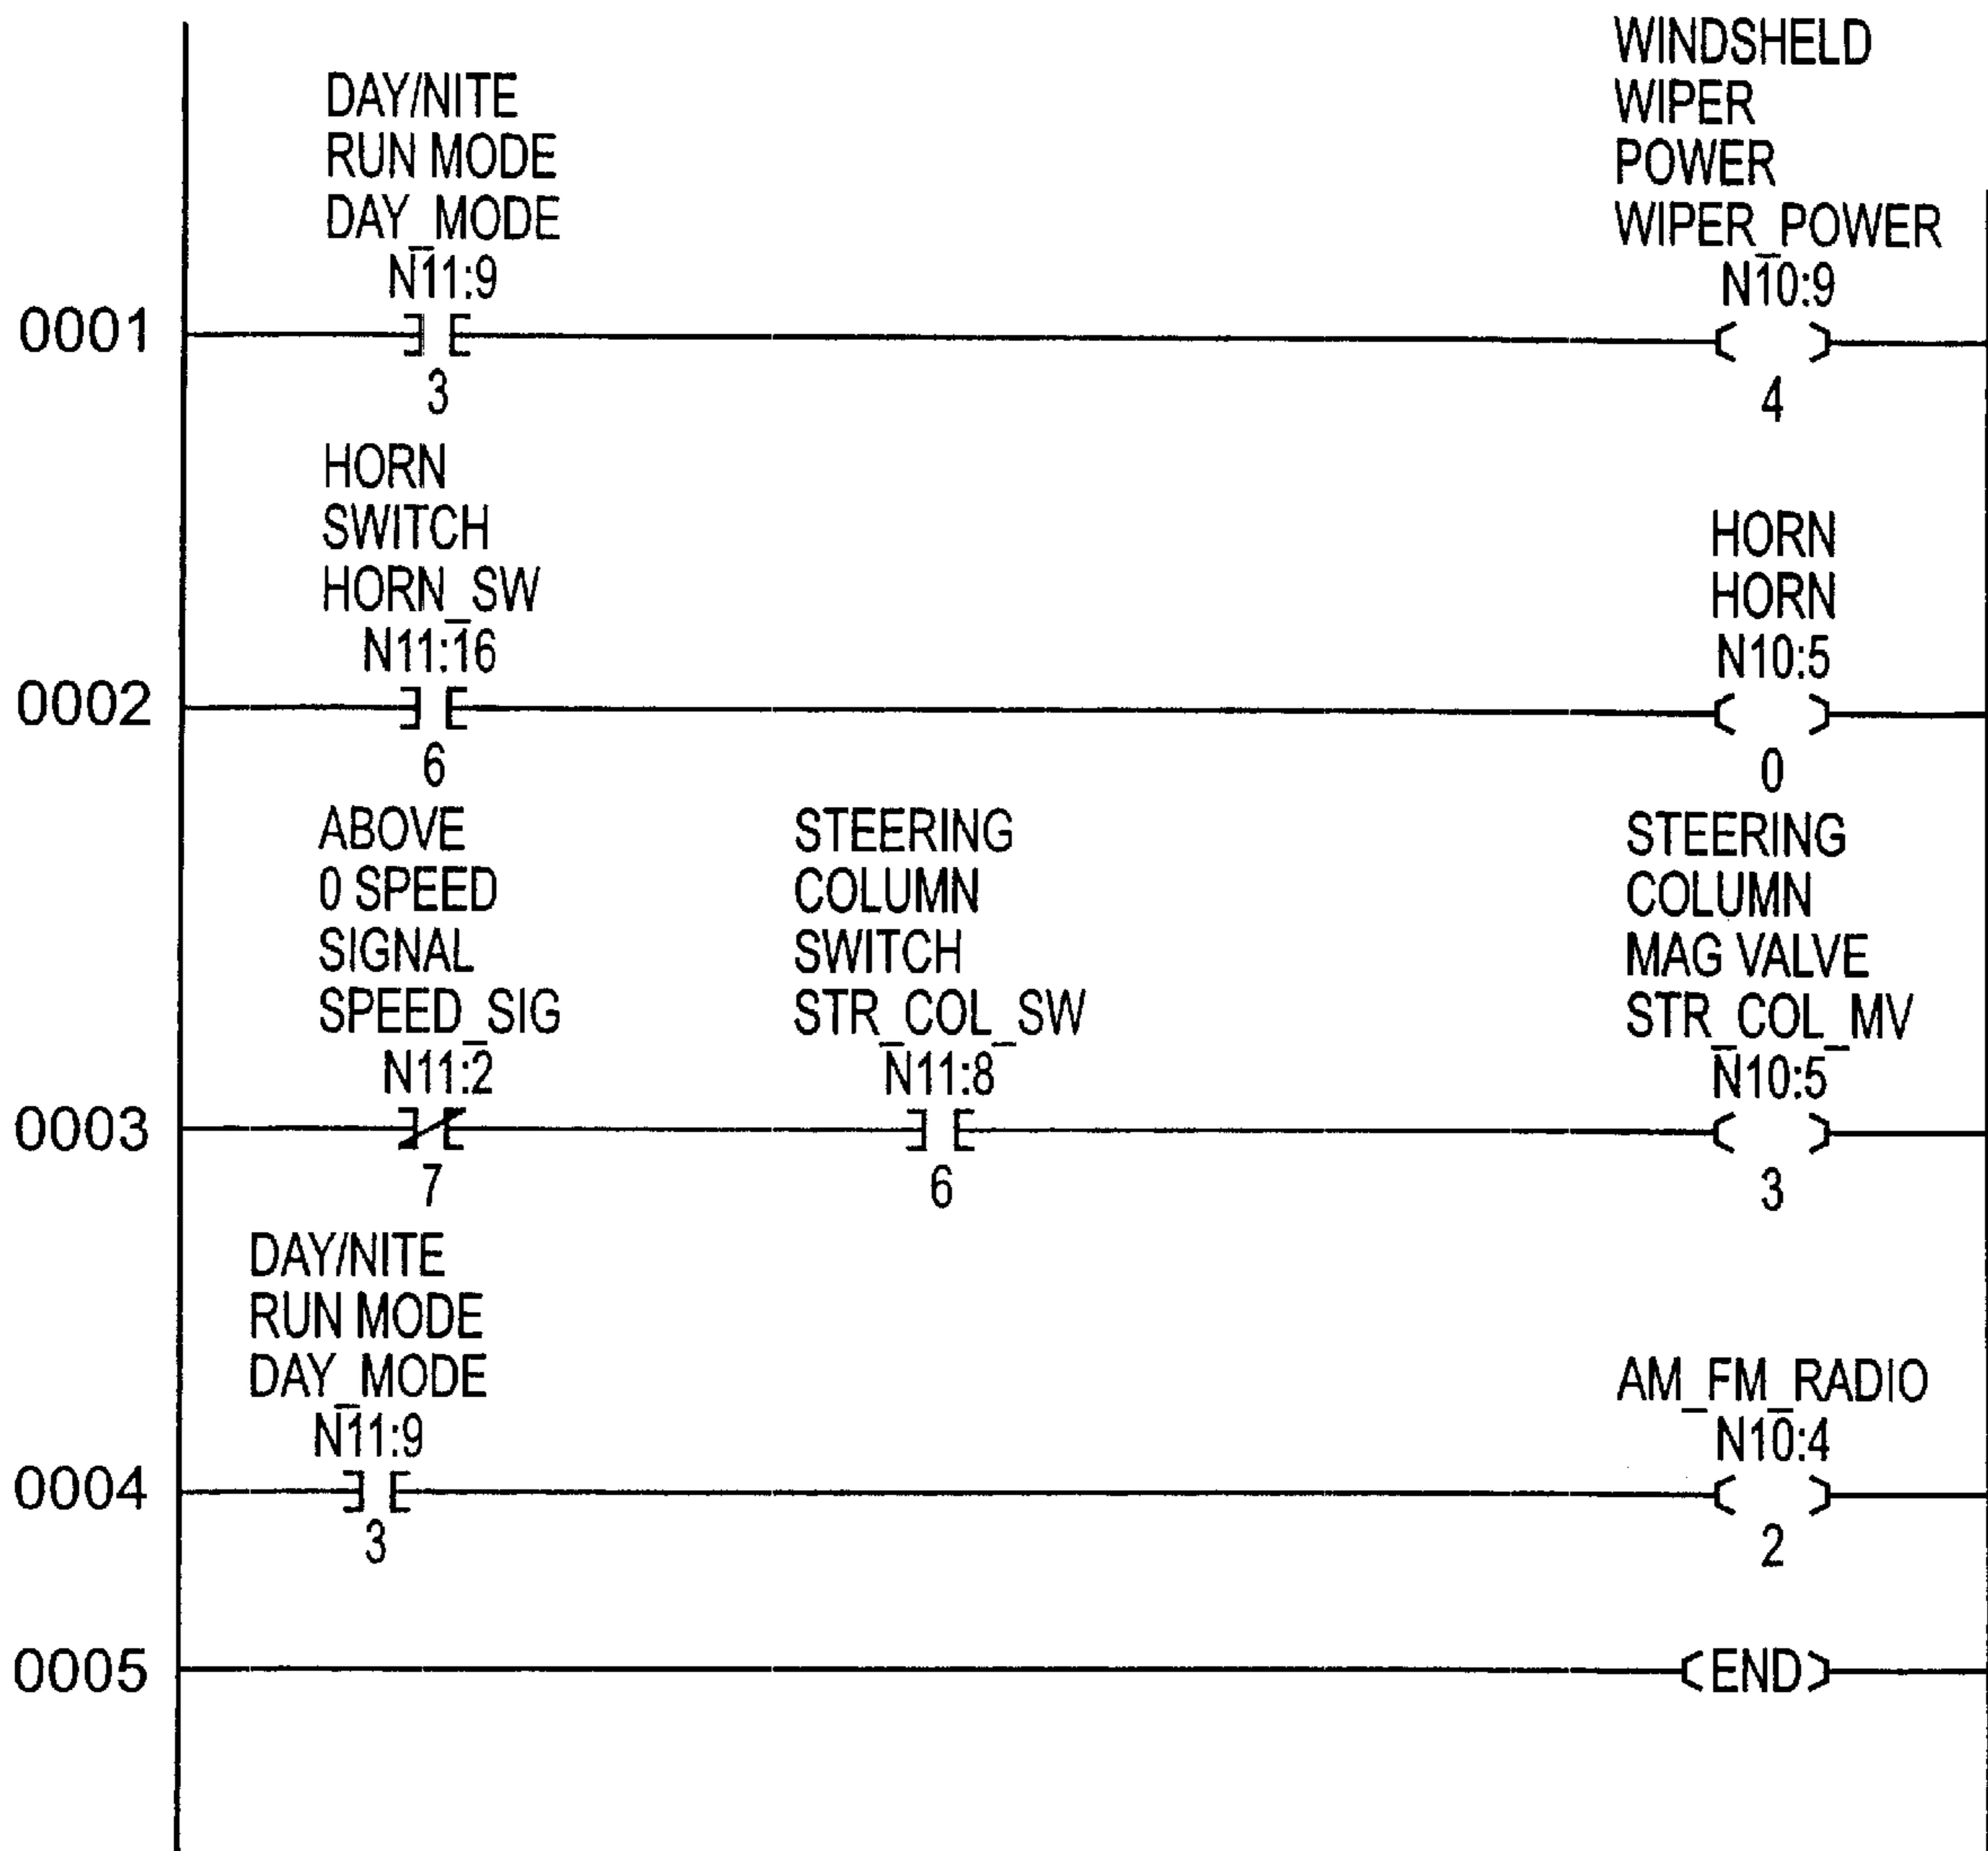 DAY/NITE
RUN MODE
DAY_MODE
N11:9
3
WINDSHELD
WIPER
POWER
WIPER_POWER
N10:9
4
0001
HORN
SWITCH
HORN_SW
N11:16
6
HORN
HORN
N10:5
0
0002
ABOVE
0 SPEED
SIGNAL
SPEED_SIG
N11:2
7
STEERING
COLUMN
SWITCH
STR_COL_SW
N11:8
6
STEERING
COLUMN
MAG VALVE
STR_COL_MV
N10:5
3
0003
DAY/NITE
RUN MODE
DAY_MODE
N11:9
3
AM_FM_RADIO
N10:4
2
0004
0005
END